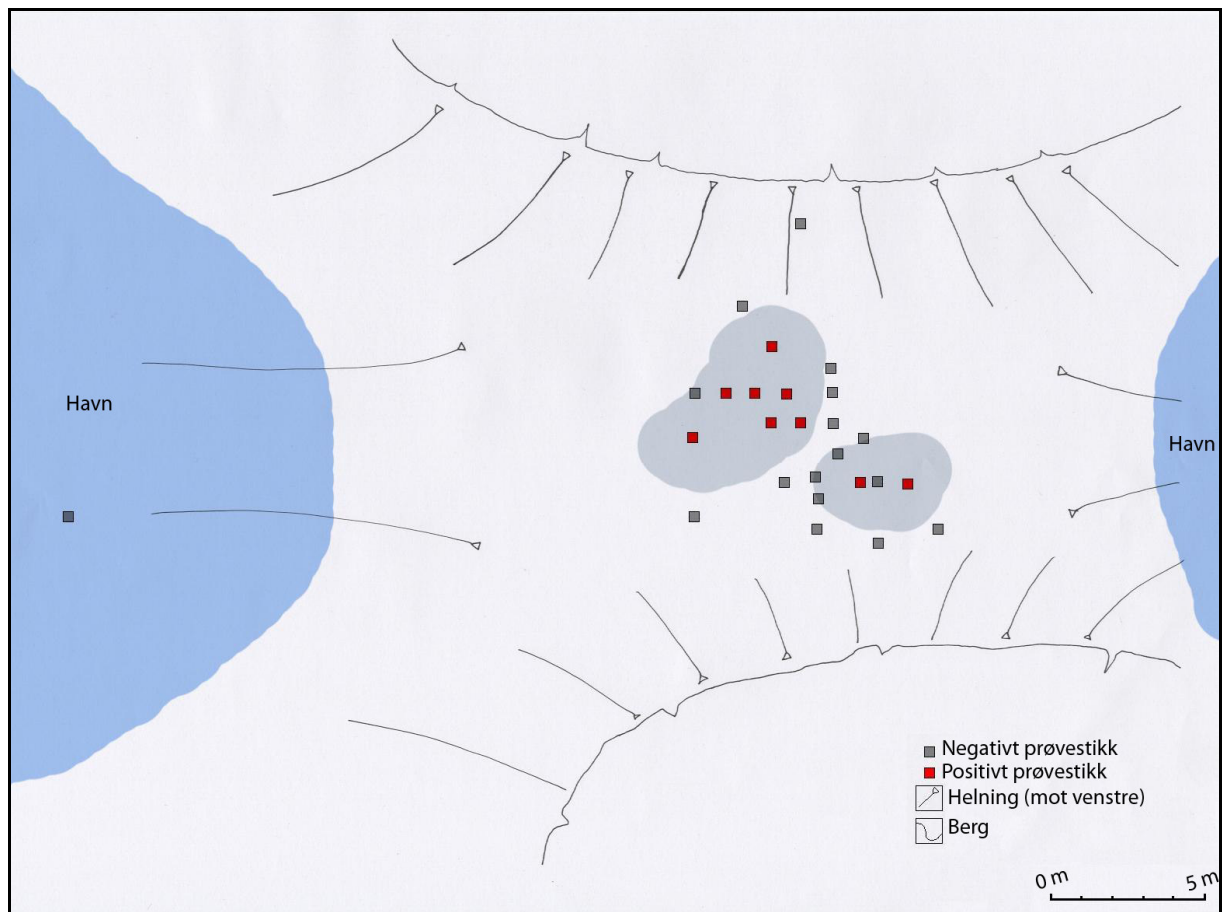 Havn
Havn
Negativt prøvestikk
Positivt prøvestikk
Helning (mot venstre)
Berg
0 m 5 m